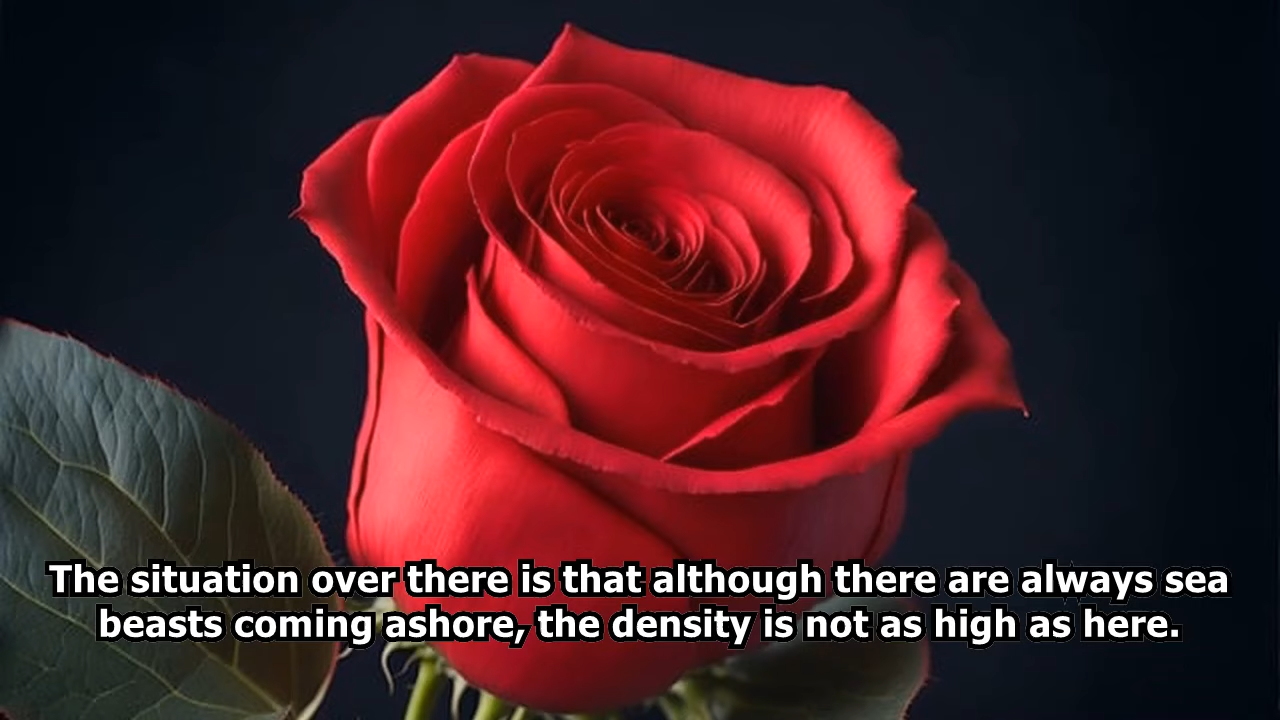 The situation over there is that although there are always sea
beasts coming ashore, the density is not as high as here.